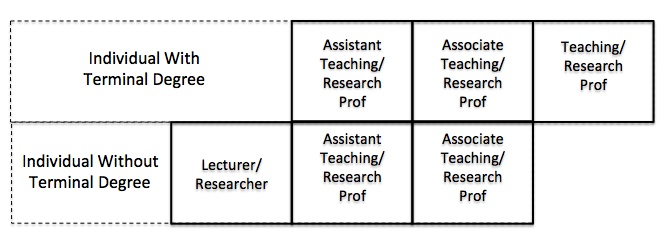 Individual With
Terminal Degree
Assistant
Teaching/
Research
Prof
Associate
Teaching/
Research
Prof
Teaching/
Research
Prof
Individual Without
Terminal Degree
Lecturer/
Researcher
Assistant
Teaching/
Research
Prof
Associate
Teaching/
Research
Prof